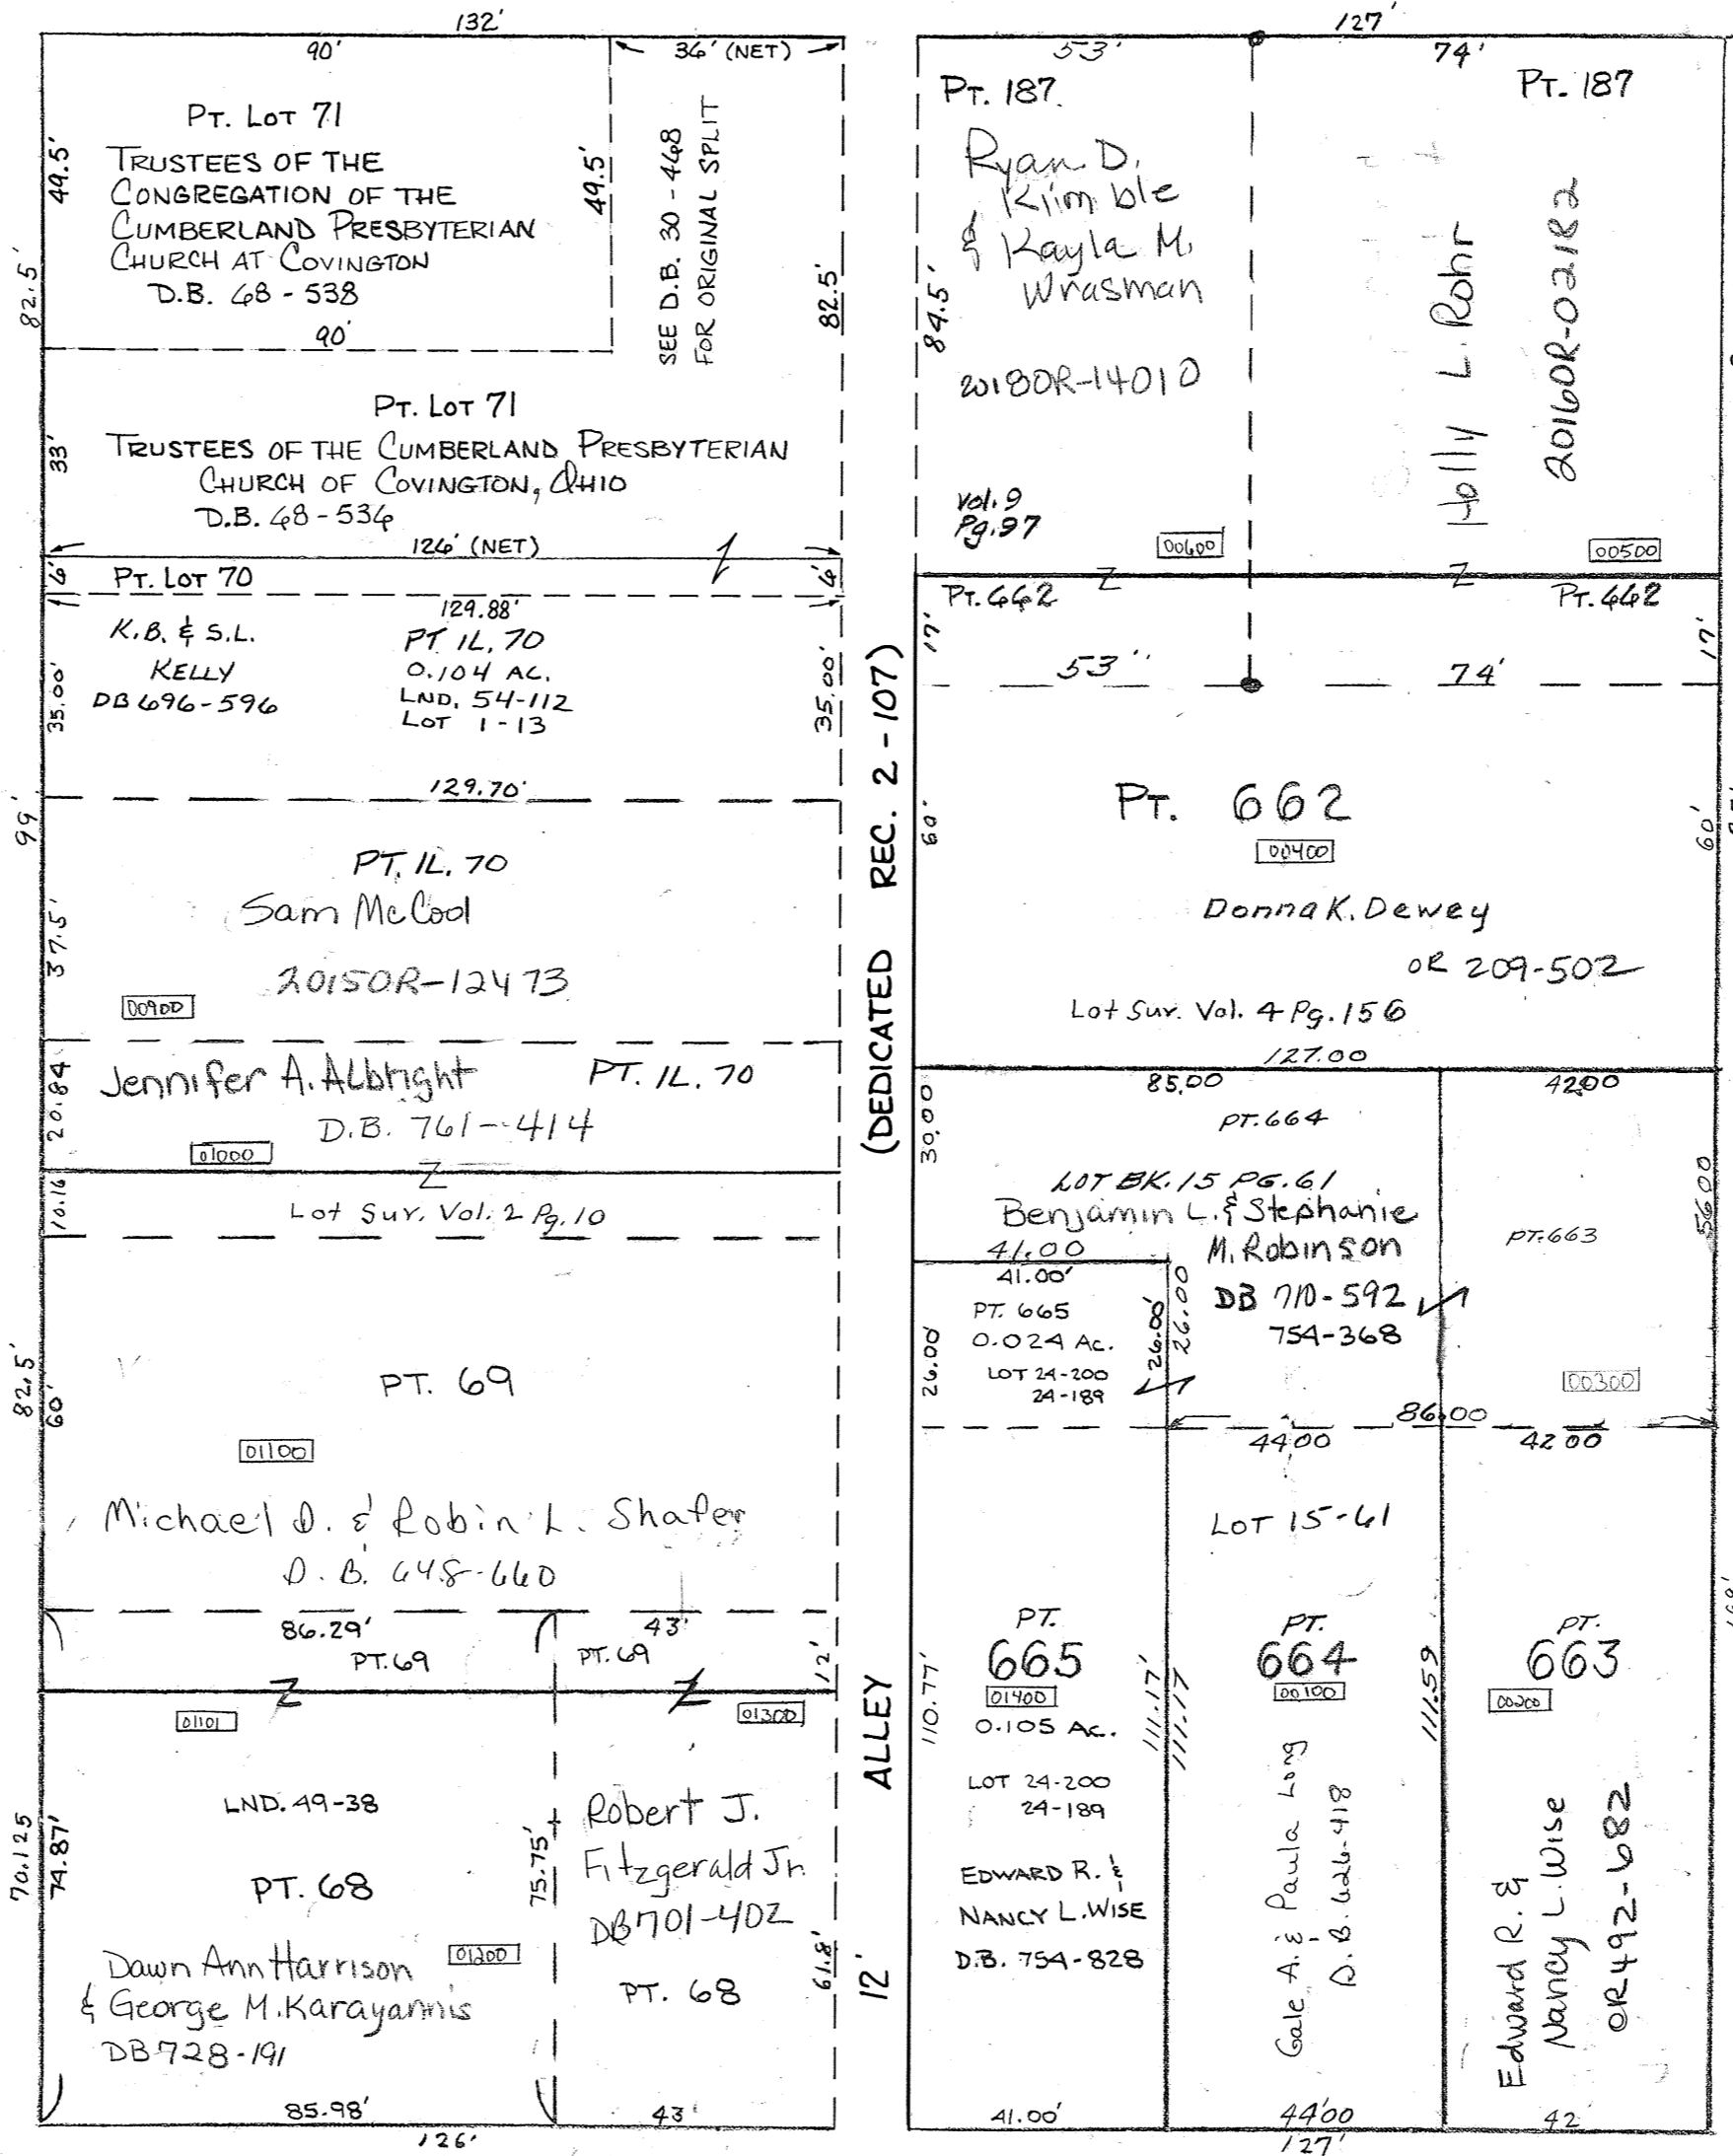 132'
90'
36' (NET)
PT. LOT 71
TRUSTEES OF THE
CONGREGATION OF THE
CUMBERLAND PRESBYTERIAN
CHURCH AT COVINGTON
D.B. 68 - 538
49.5'
49.5'
82.5'
90'
SEE D.B. 30 - 468
FOR ORIGINAL SPLIT
82.5'
PT. LOT 71
TRUSTEES OF THE CUMBERLAND PRESBYTERIAN
CHURCH OF COVINGTON, OHIO
D.B. 68 - 536
33'
126' (NET)
6'
PT. LOT 70
6'
129.88'
K.B. & S.L.
KELLY
DB 696-596
PT IL. 70
0.104 AC.
LND. 54-112
LOT 1-13
35.00'
35.00'
129.70'
99'
PT. IL. 70
Sam McCool
2015OR-12473
37.5'
00900
Jennifer A. Albright
PT. IL. 70
D.B. 761-414
20.84
01000
10.16
Lot Sur. Vol. 2 Pg. 10
82.5'
60'
PT. 69
01100
Michael D. & Robin L. Shafer
D.B. 648-660
86.29'
43'
PT. 69
PT. 69
12'
01101
01300
LND. 49-38
PT. 68
70.125
74.87'
75.75'
01200
Dawn Ann Harrison
& George M. Karayannis
DB 728-191
Robert J.
Fitzgerald Jr.
DB 701-402
PT. 68
61.8'
85.98'
43'
126'
12' ALLEY (DEDICATED REC. 2-107)
127'
53'
74'
PT. 187.
PT. 187
Ryan D.
Kimble
& Kayla M.
Wrasman
2018OR-14010
84.5'
Vol. 9
Pg. 97
00600
Holly L. Rohr
2016OR-02182
00500
PT. 662
PT. 662
17'
17'
53'
74'
PT. 662
00400
60'
60'
Donna K. Dewey
OR 209-502
Lot Sur. Vol. 4 Pg. 156
127.00
85.00
42.00
PT. 664
30.00
LOT BK. 15 PG. 61
Benjamin L. & Stephanie
M. Robinson
DB 710-592
754-368
41.00
41.00'
PT. 665
0.024 AC.
LOT 24-200
24-189
26.00'
26.00'
26.00
PT. 663
56.00
00300
86.00
44.00
42.00
LOT 15-61
PT.
665
01400
0.105 AC.
LOT 24-200
24-189
EDWARD R. &
NANCY L. WISE
D.B. 754-828
110.77'
111.17'
111.17
PT.
664
00100
Gale A. & Paula Long
D.B. 626-418
111.59
PT.
663
00200
Edward R. &
Nancy L. Wise
OR 492-682
41.00'
44.00
42
127'